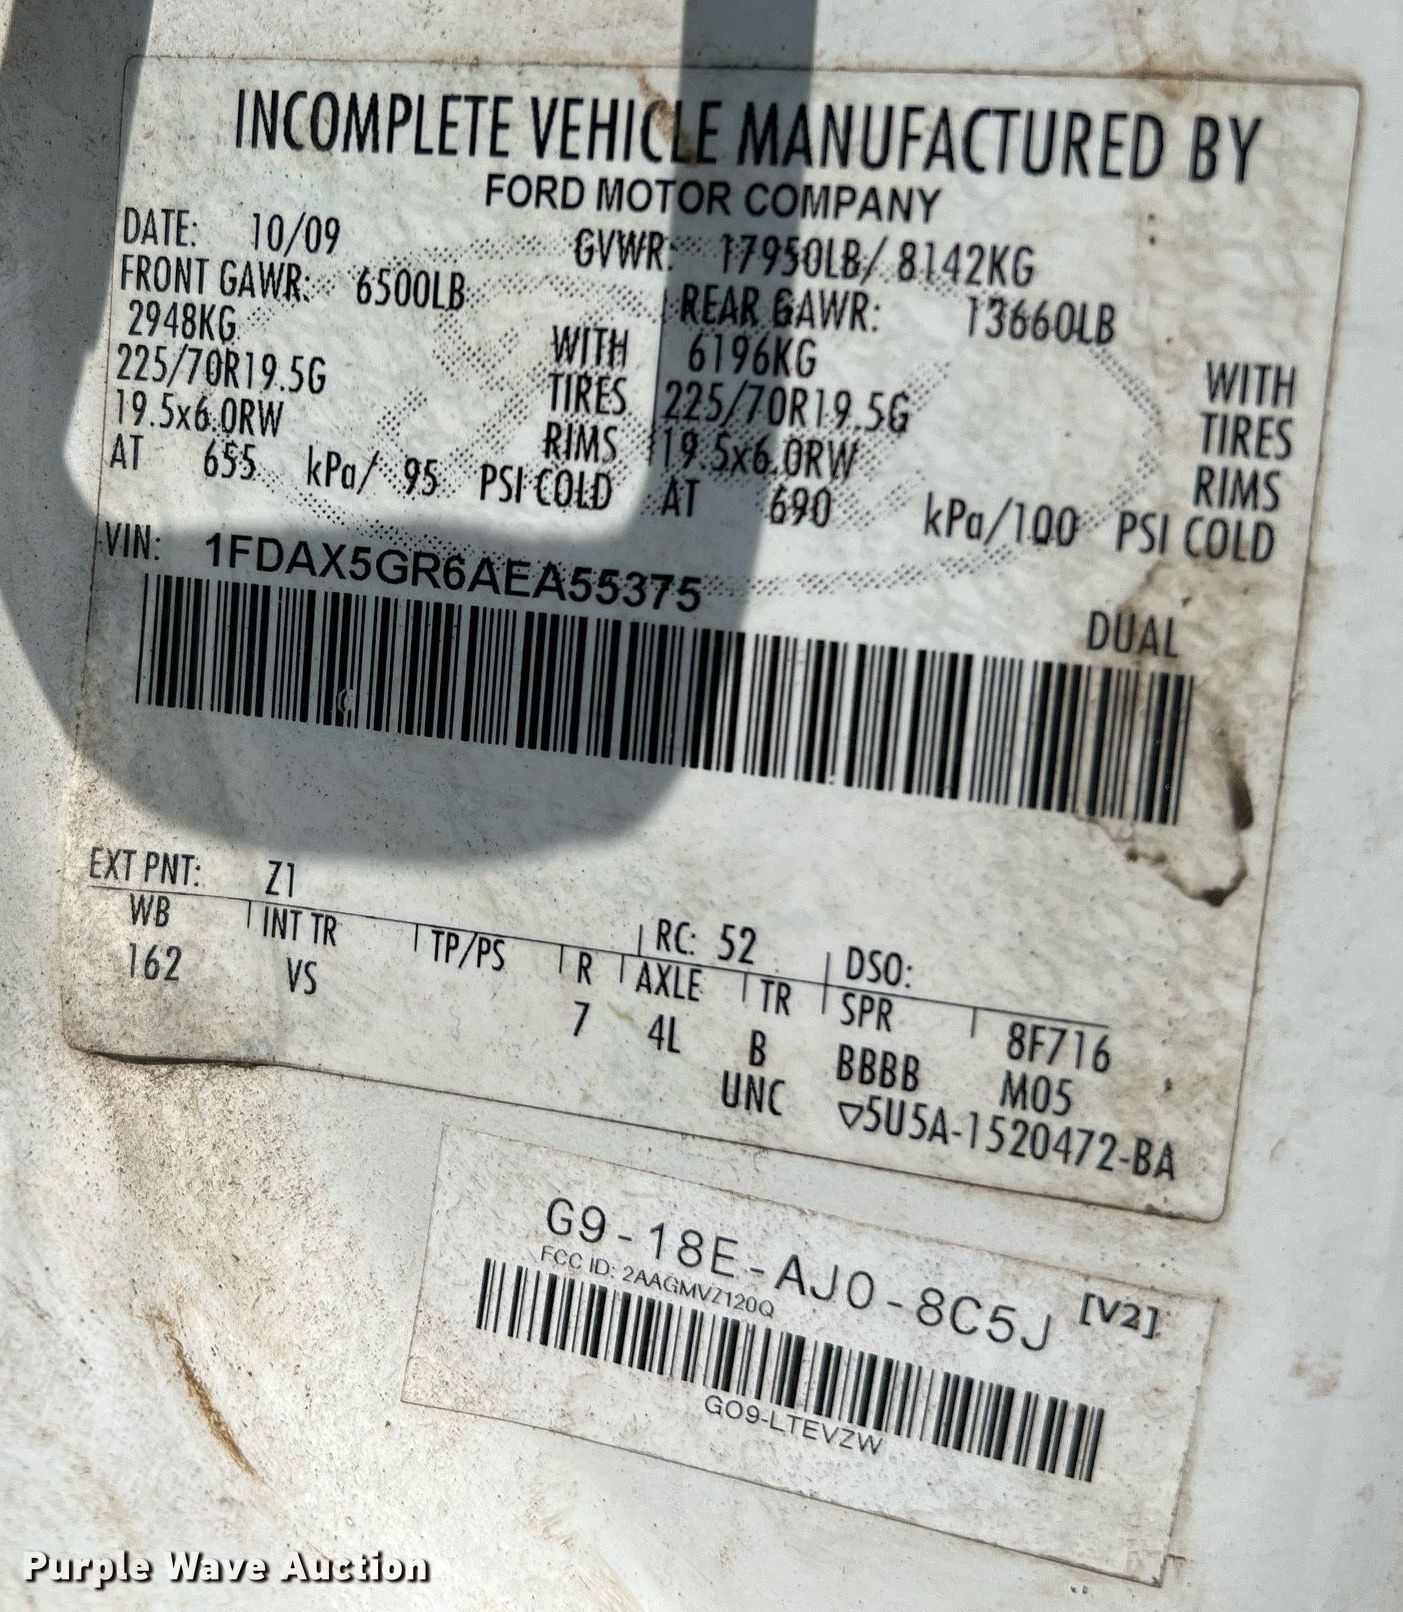 INCOMPLETE VEHICLE MANUFACTURED BY
FORD MOTOR COMPANY
DATE: 10/09 GVWR: 17950LB/ 8142KG
FRONT GAWR: 6500LB REAR GAWR: 13660LB
2948KG WITH 6196KG WITH
225/70R19.5G TIRES 225/70R19.5G TIRES
19.5x6.0RW RIMS 19.5x6.0RW RIMS
AT 655 kPa/ 95 PSI COLD AT 690 kPa/100 PSI COLD
VIN: 1FDAX5GR6AEA55375
DUAL
EXT PNT: Z1 RC: 52 DSO:
WB INT TR TP/PS R AXLE TR SPR 8F716
162 VS 7 4L B BBBB M05
UNC ▽5U5A-1520472-BA
G9-18E-AJ0-8C5J [V2]
FCC ID: 2AAGMVZ120Q
GO9-LTEVZW
Purple Wave Auction